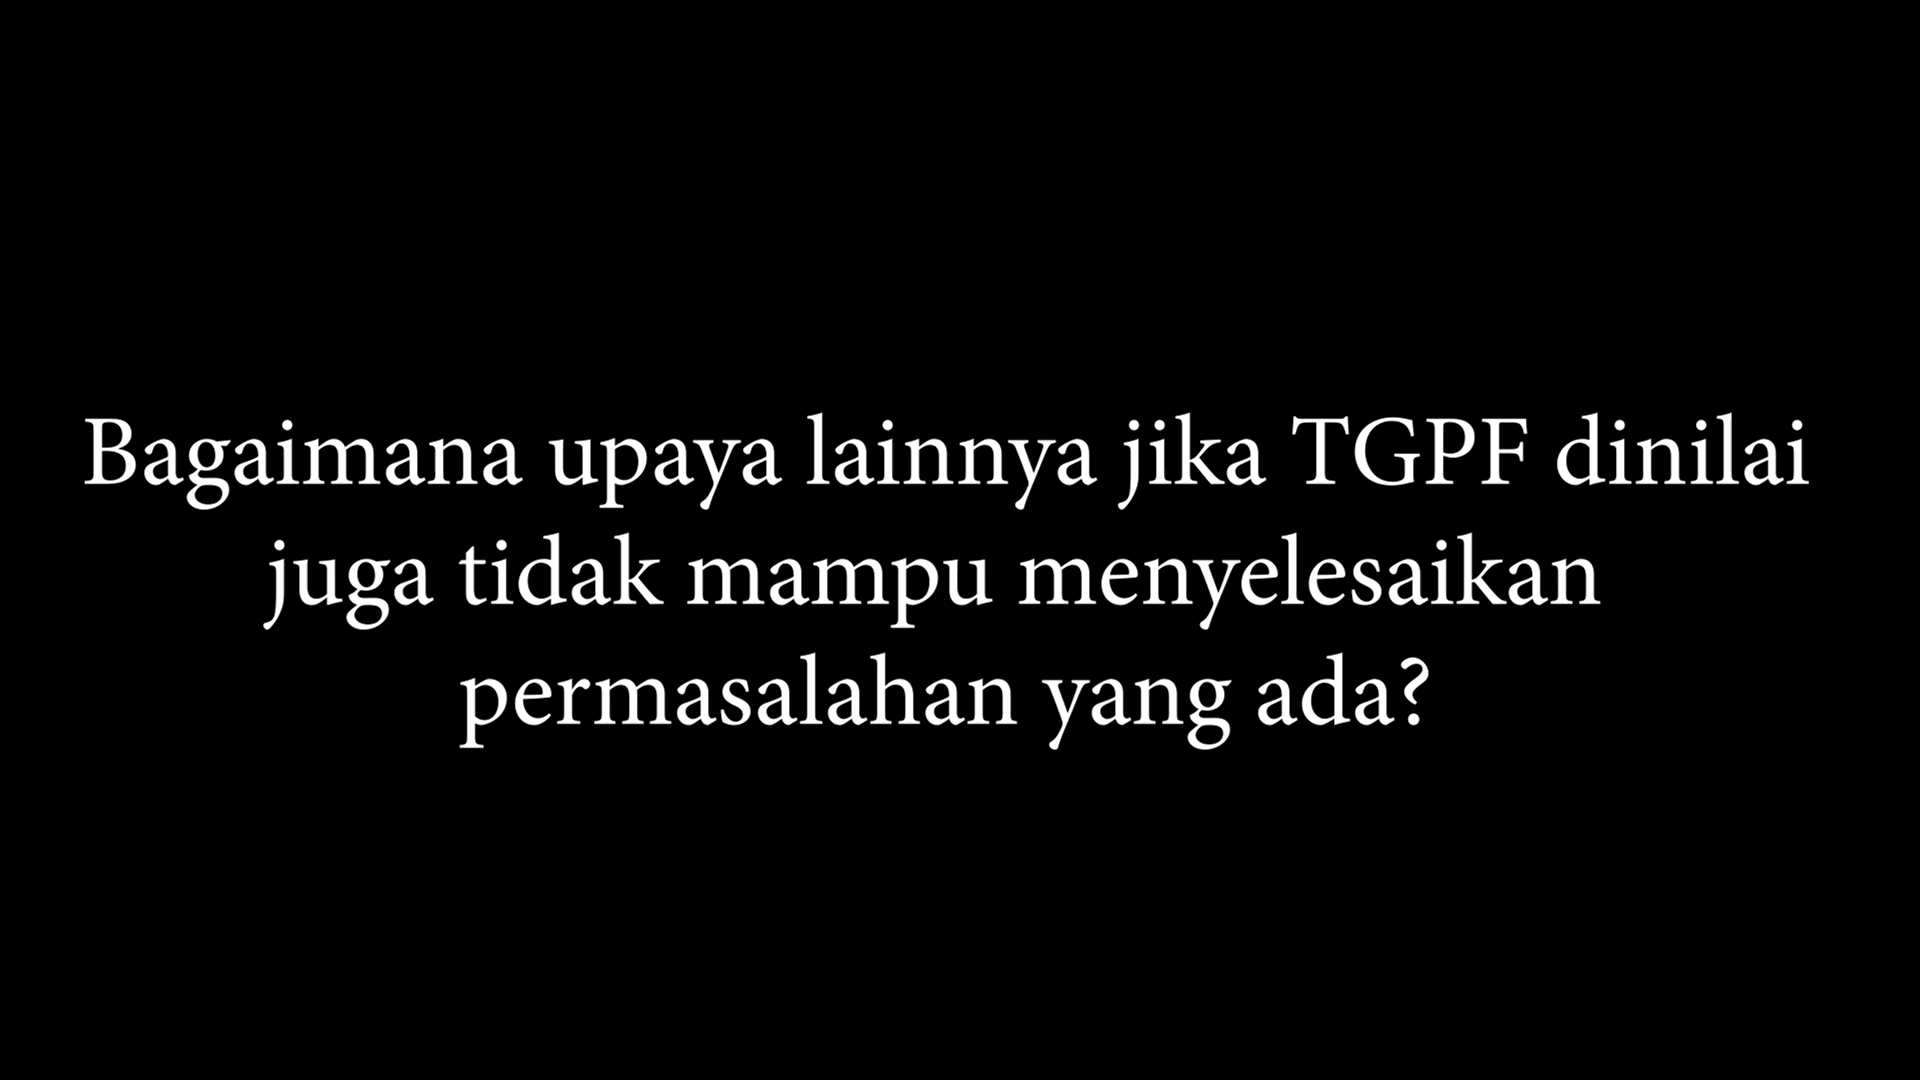 Bagaimana upaya lainnya jika TGPF dinilai
juga tidak mampu menyelesaikan
permasalahan yang ada?